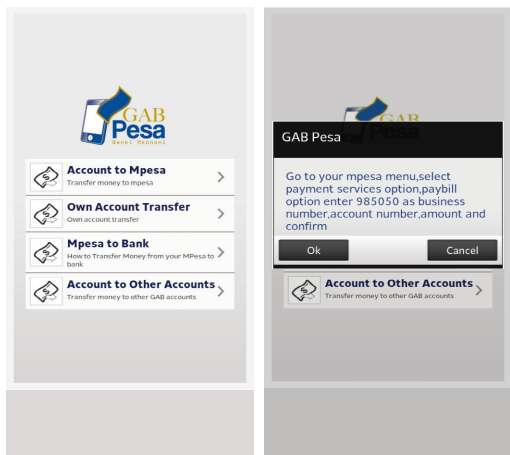 GAB
Pesa
Benki Mkononi
Account to Mpesa
Transfer money to mpesa
Own Account Transfer
Own account transfer
Mpesa to Bank
How to Transfer Money from your MPesa to
bank
Account to Other Accounts
Transfer money to other GAB accounts
GAB
GAB Pesa
Go to your mpesa menu,select
payment services option,paybill
option enter 985050 as business
number,account number,amount and
confirm
Ok
Cancel
Account to Other Accounts
Transfer money to other GAB accounts